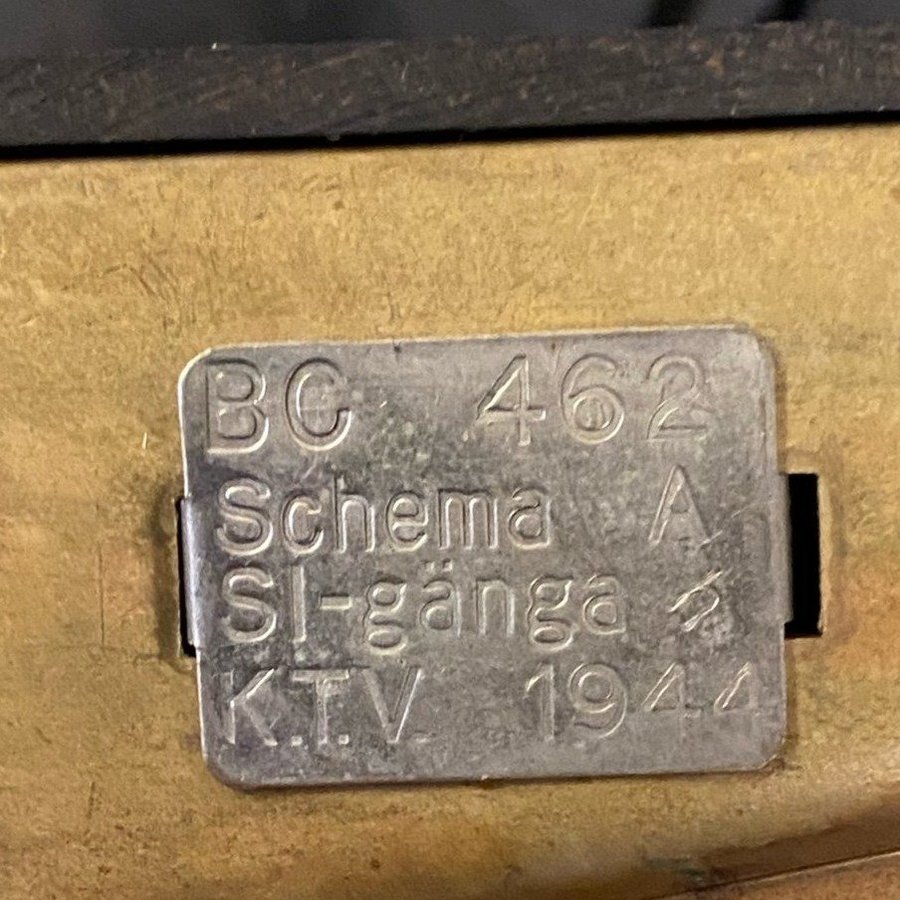 BC 462
Schema A
SI-gänga
K.T.V. 1944